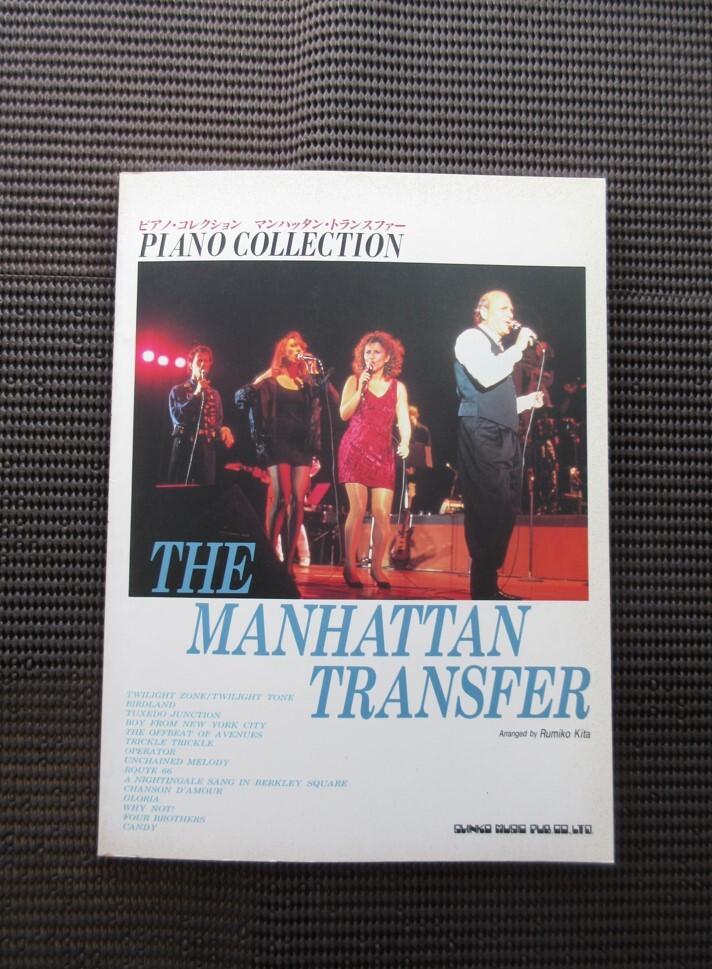 ピアノ・コレクション　マンハッタン・トランスファー
PIANO COLLECTION
THE
MANHATTAN
TRANSFER
Arranged by Rumiko Kita
TWILIGHT ZONE/TWILIGHT TONE
BIRDLAND
TUXEDO JUNCTION
BOY FROM NEW YORK CITY
THE OFFBEAT OF AVENUES
TRICKLE TRICKLE
OPERATOR
UNCHAINED MELODY
ROUTE 66
A NIGHTINGALE SANG IN BERKLEY SQUARE
CHANSON D'AMOUR
GLORIA
WHY NOT!
FOUR BROTHERS
CANDY
SHINKO MUSIC PUB CO., LTD.